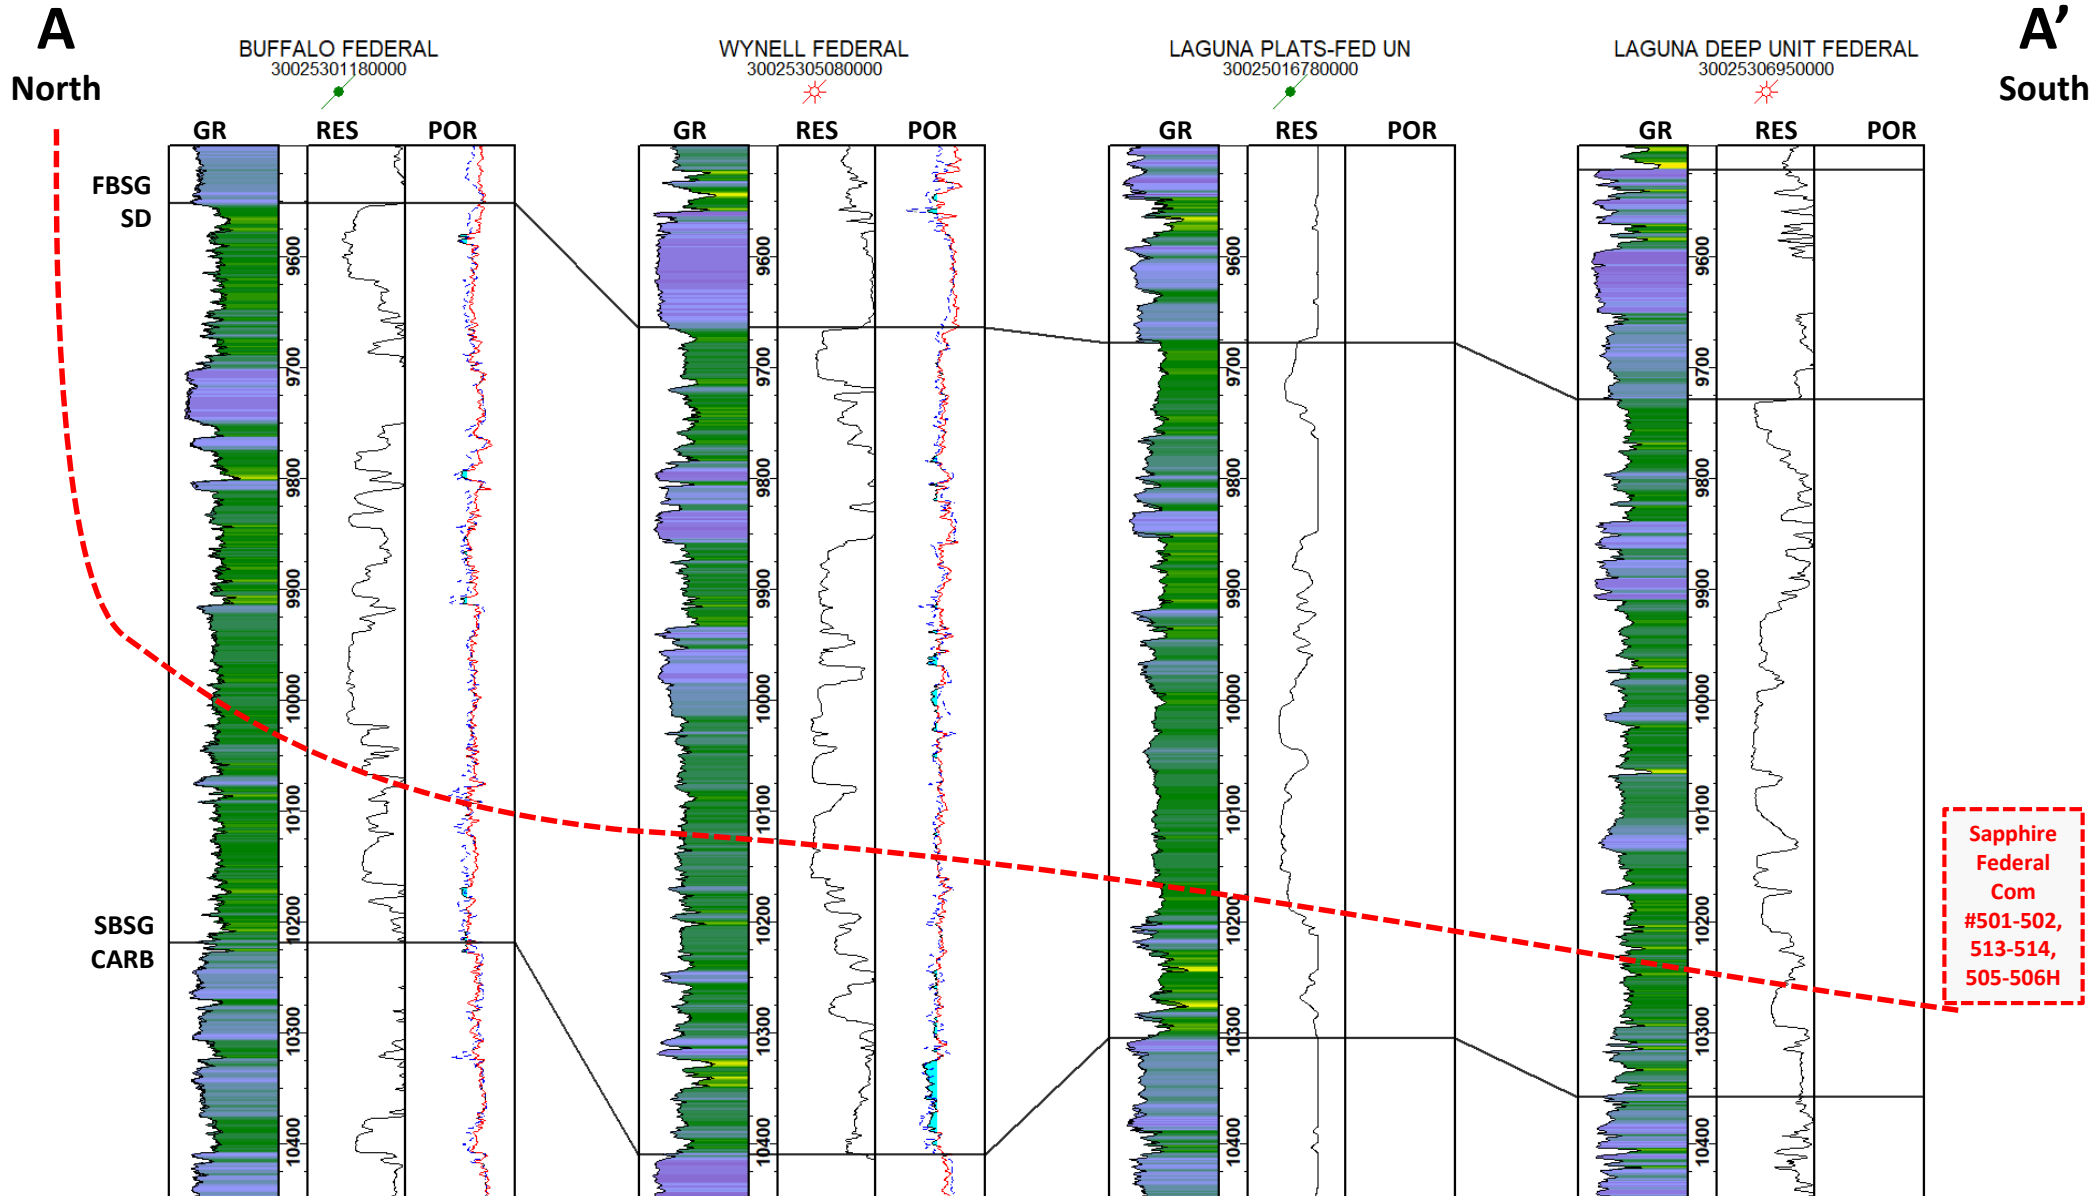 A
North
A’
South
BUFFALO FEDERAL
30025301180000
WYNELL FEDERAL
30025305080000
LAGUNA PLATS-FED UN
30025016780000
LAGUNA DEEP UNIT FEDERAL
30025306950000
GR RES POR
GR RES POR
GR RES POR
GR RES POR
FBSG
SD
SBSG
CARB
9600
9700
9800
9900
10000
10100
10200
10300
10400
9600
9700
9800
9900
10000
10100
10200
10300
10400
9600
9700
9800
9900
10000
10100
10200
10300
10400
9600
9700
9800
9900
10000
10100
10200
10300
10400
Sapphire
Federal
Com
#501-502,
513-514,
505-506H